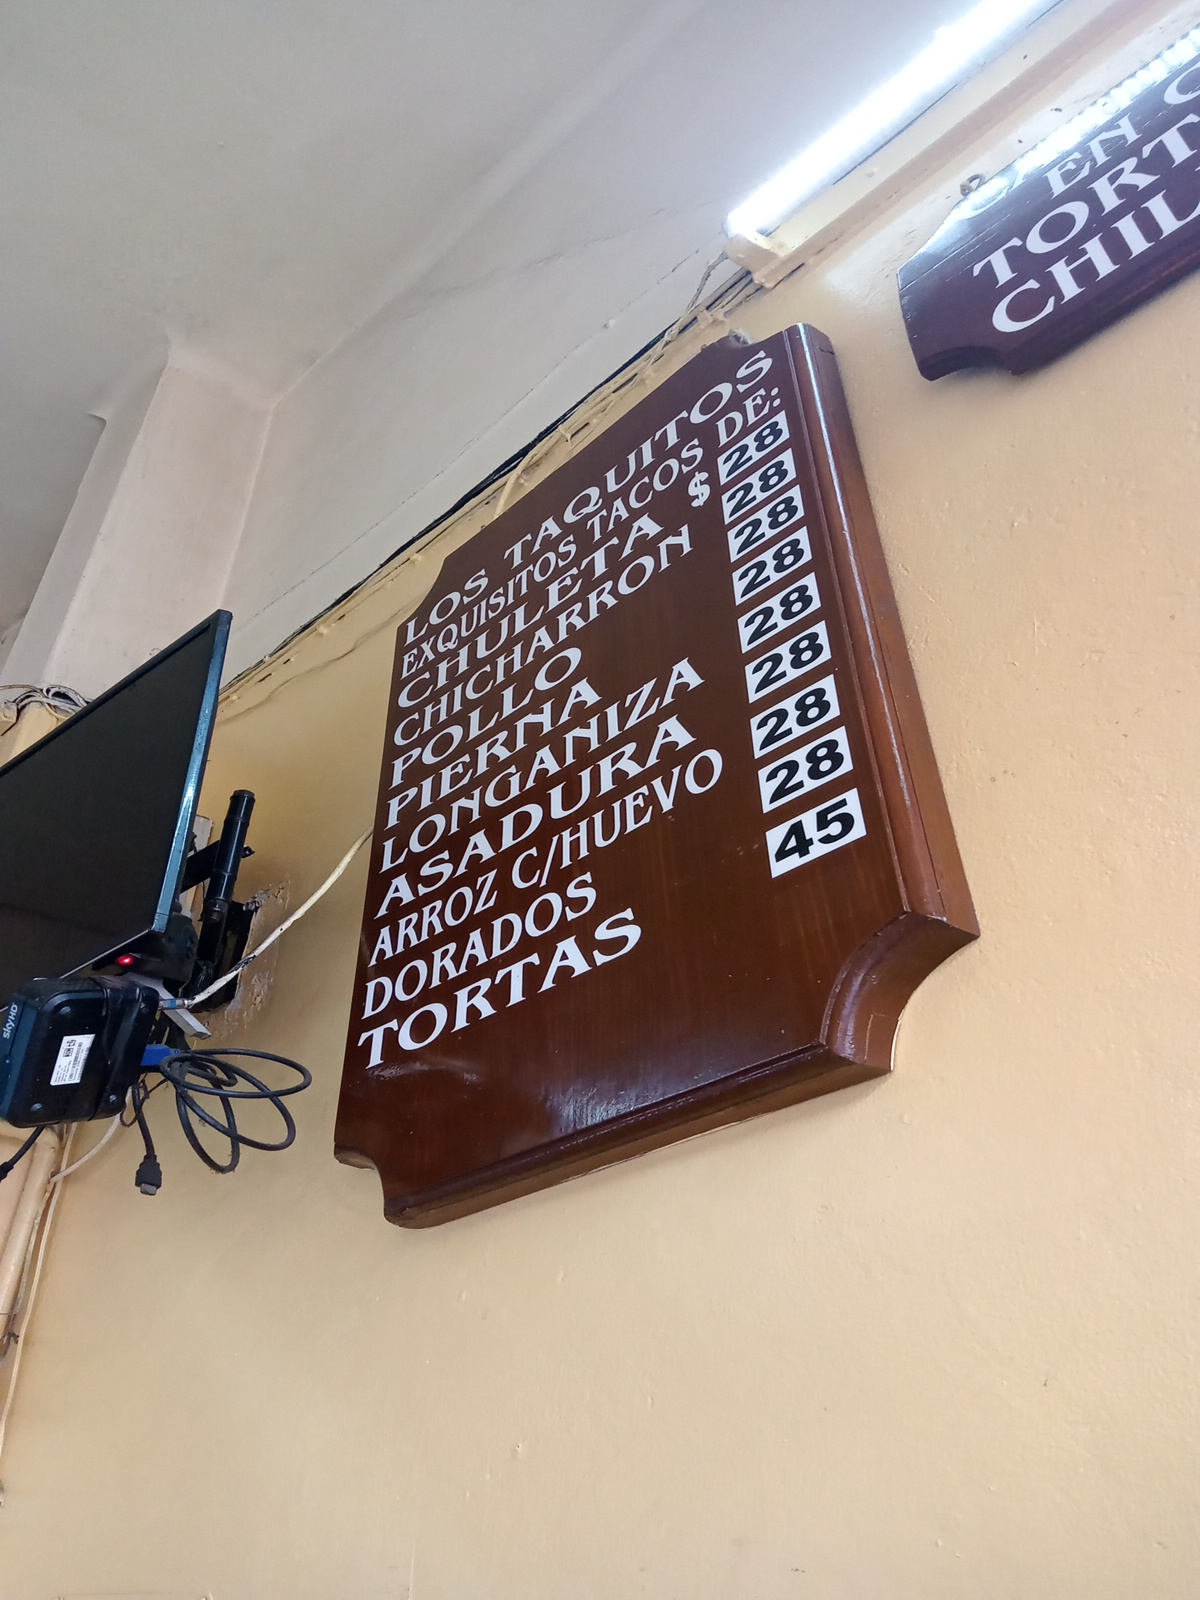 LOS TAQUITOS
EXQUISITOS TACOS DE:
CHULETA $ 28
CHICHARRON 28
POLLO 28
PIERNA 28
LONGANIZA 28
ASADURA 28
ARROZ C/HUEVO 28
DORADOS 28
TORTAS 45
EN
TORT
CHIL
skyHD